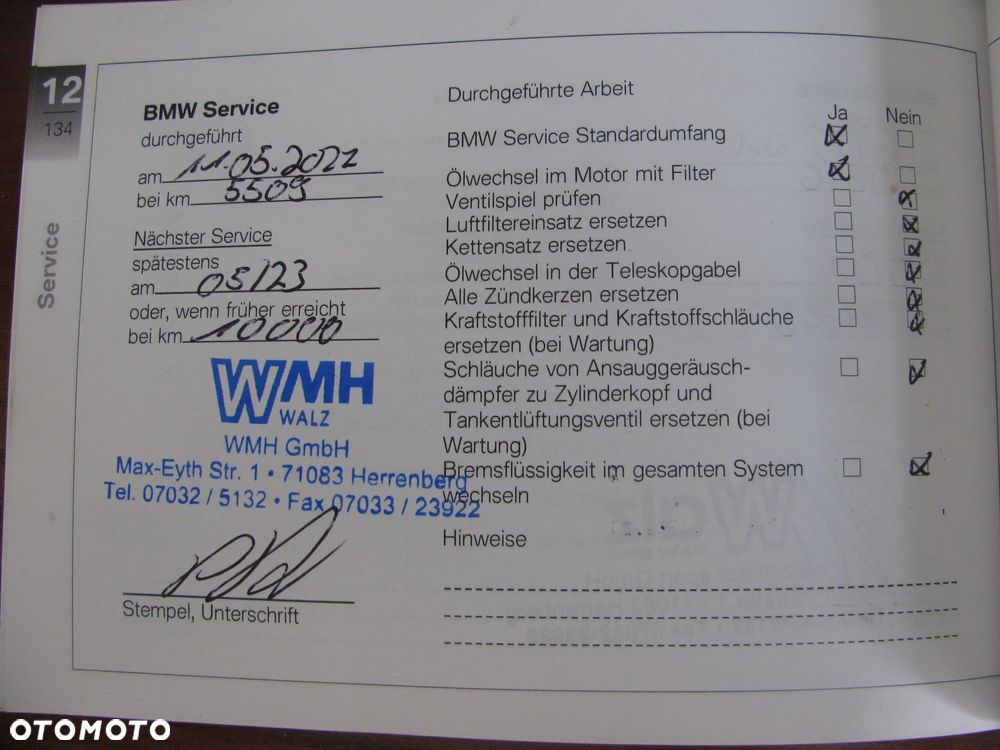 12
134
Service
BMW Service
durchgeführt
am 11.05.2022
bei km 5509
Nächster Service
spätestens
am 05/23
oder, wenn früher erreicht
bei km 10000
WMH
WALZ
WMH GmbH
Max-Eyth Str. 1 • 71083 Herrenberg
Tel. 07032 / 5132 • Fax 07033 / 23922
Stempel, Unterschrift
Durchgeführte Arbeit
Ja Nein
BMW Service Standardumfang
Ölwechsel im Motor mit Filter
Ventilspiel prüfen
Luftfiltereinsatz ersetzen
Kettensatz ersetzen
Ölwechsel in der Teleskopgabel
Alle Zündkerzen ersetzen
Kraftstofffilter und Kraftstoffschläuche
ersetzen (bei Wartung)
Schläuche von Ansauggeräusch-
dämpfer zu Zylinderkopf und
Tankentlüftungsventil ersetzen (bei
Wartung)
Bremsflüssigkeit im gesamten System
wechseln
Hinweise
OTOMOTO